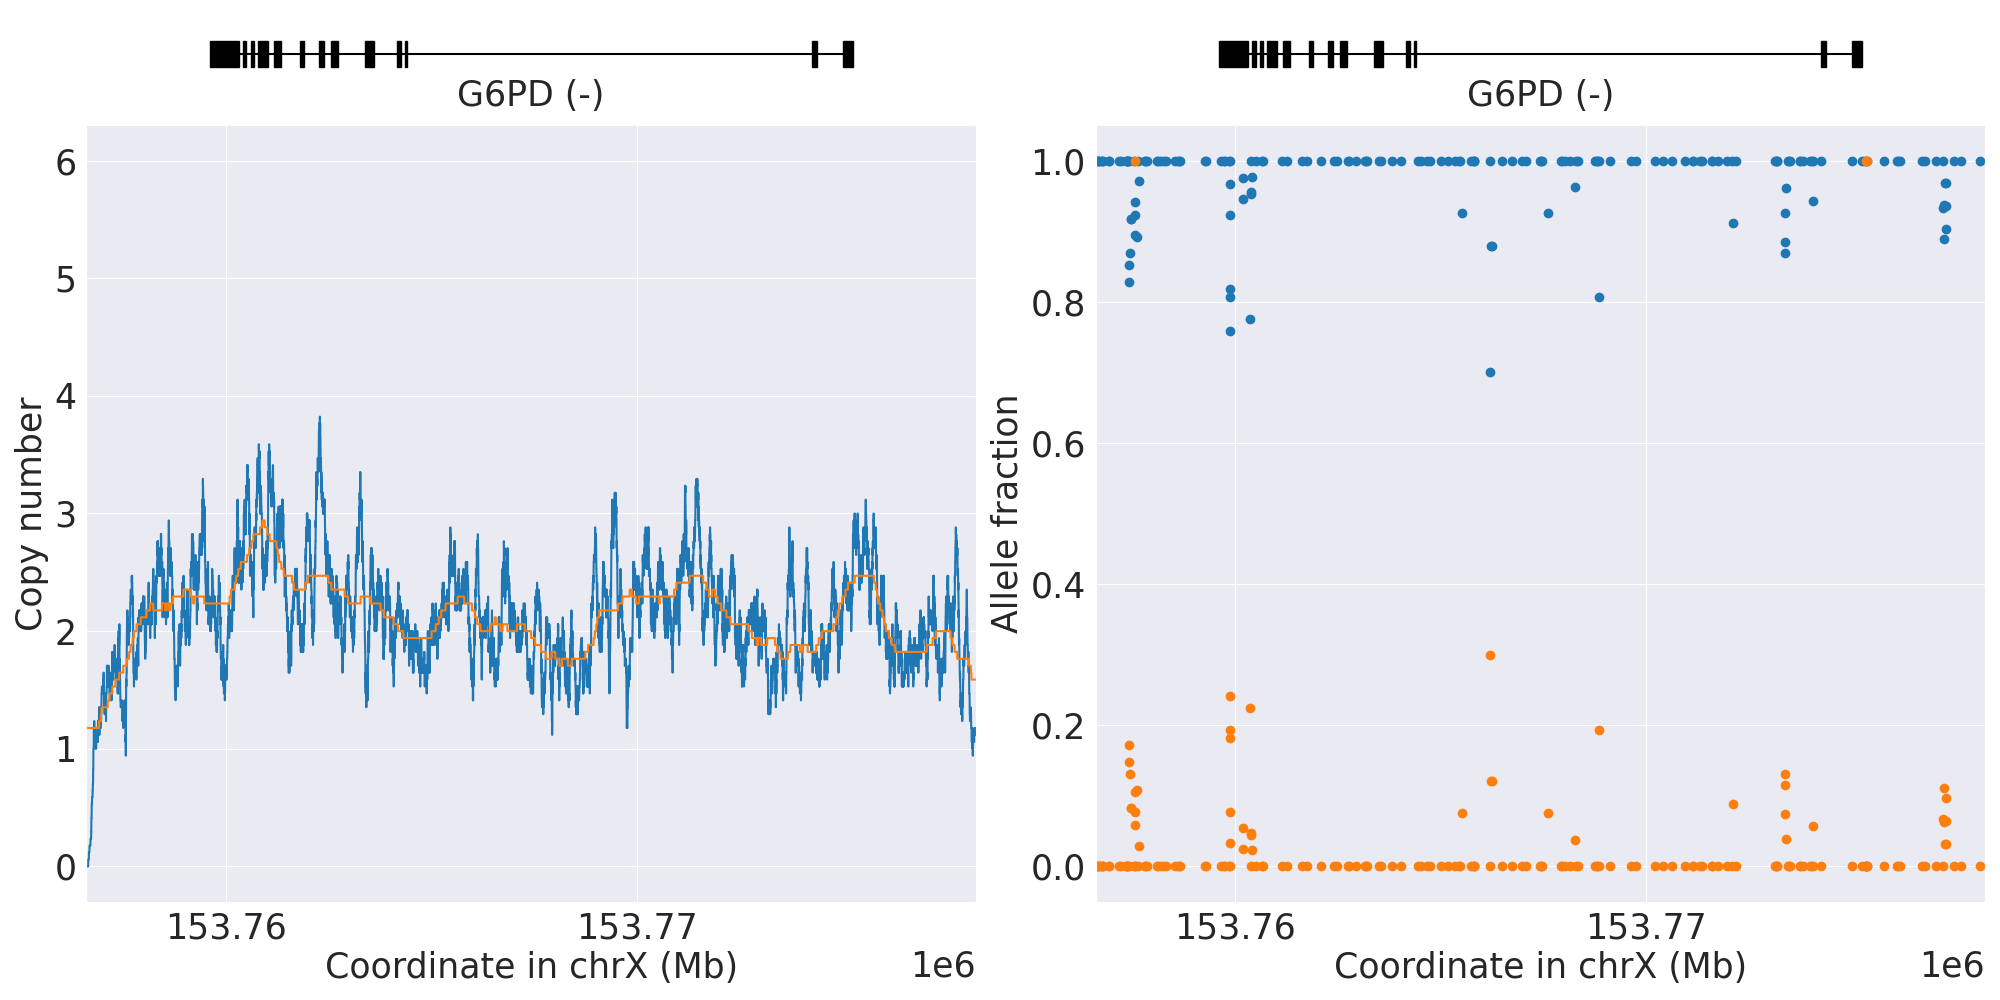 G6PD (-)
6
5
4
3
2
1
0
Copy number
153.76
153.77
Coordinate in chrX (Mb)
1e6
G6PD (-)
1.0
0.8
0.6
0.4
0.2
0.0
Allele fraction
153.76
153.77
Coordinate in chrX (Mb)
1e6